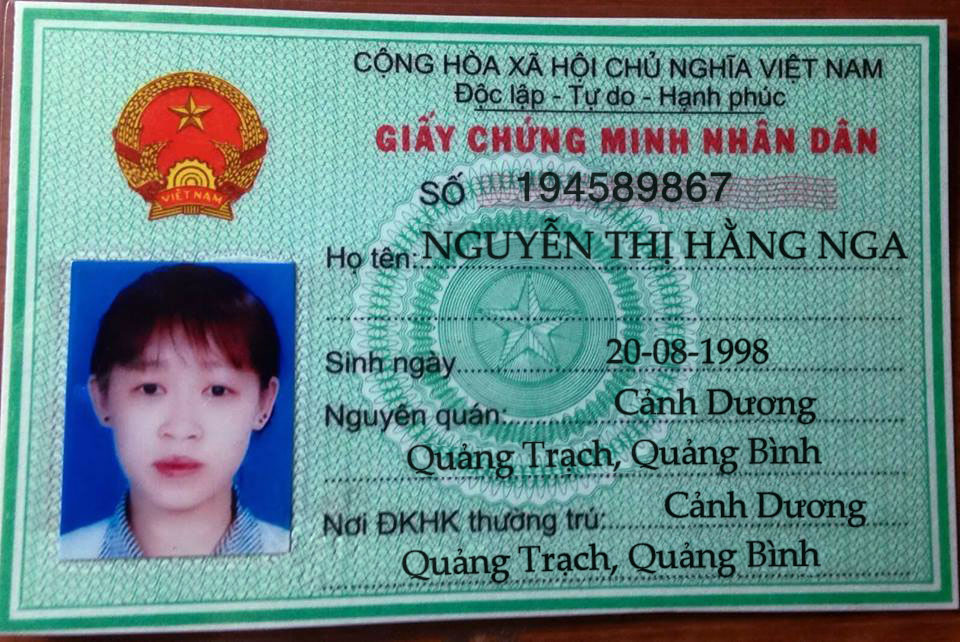 CỘNG HÒA XÃ HỘI CHỦ NGHĨA VIỆT NAM
Độc lập - Tự do - Hạnh phúc
GIẤY CHỨNG MINH NHÂN DÂN
SỐ 194589867
VIỆT NAM
Họ tên: NGUYỄN THỊ HẰNG NGA
Sinh ngày 20-08-1998
Nguyên quán: Cảnh Dương
Quảng Trạch, Quảng Bình
Nơi ĐKHK thường trú: Cảnh Dương
Quảng Trạch, Quảng Bình